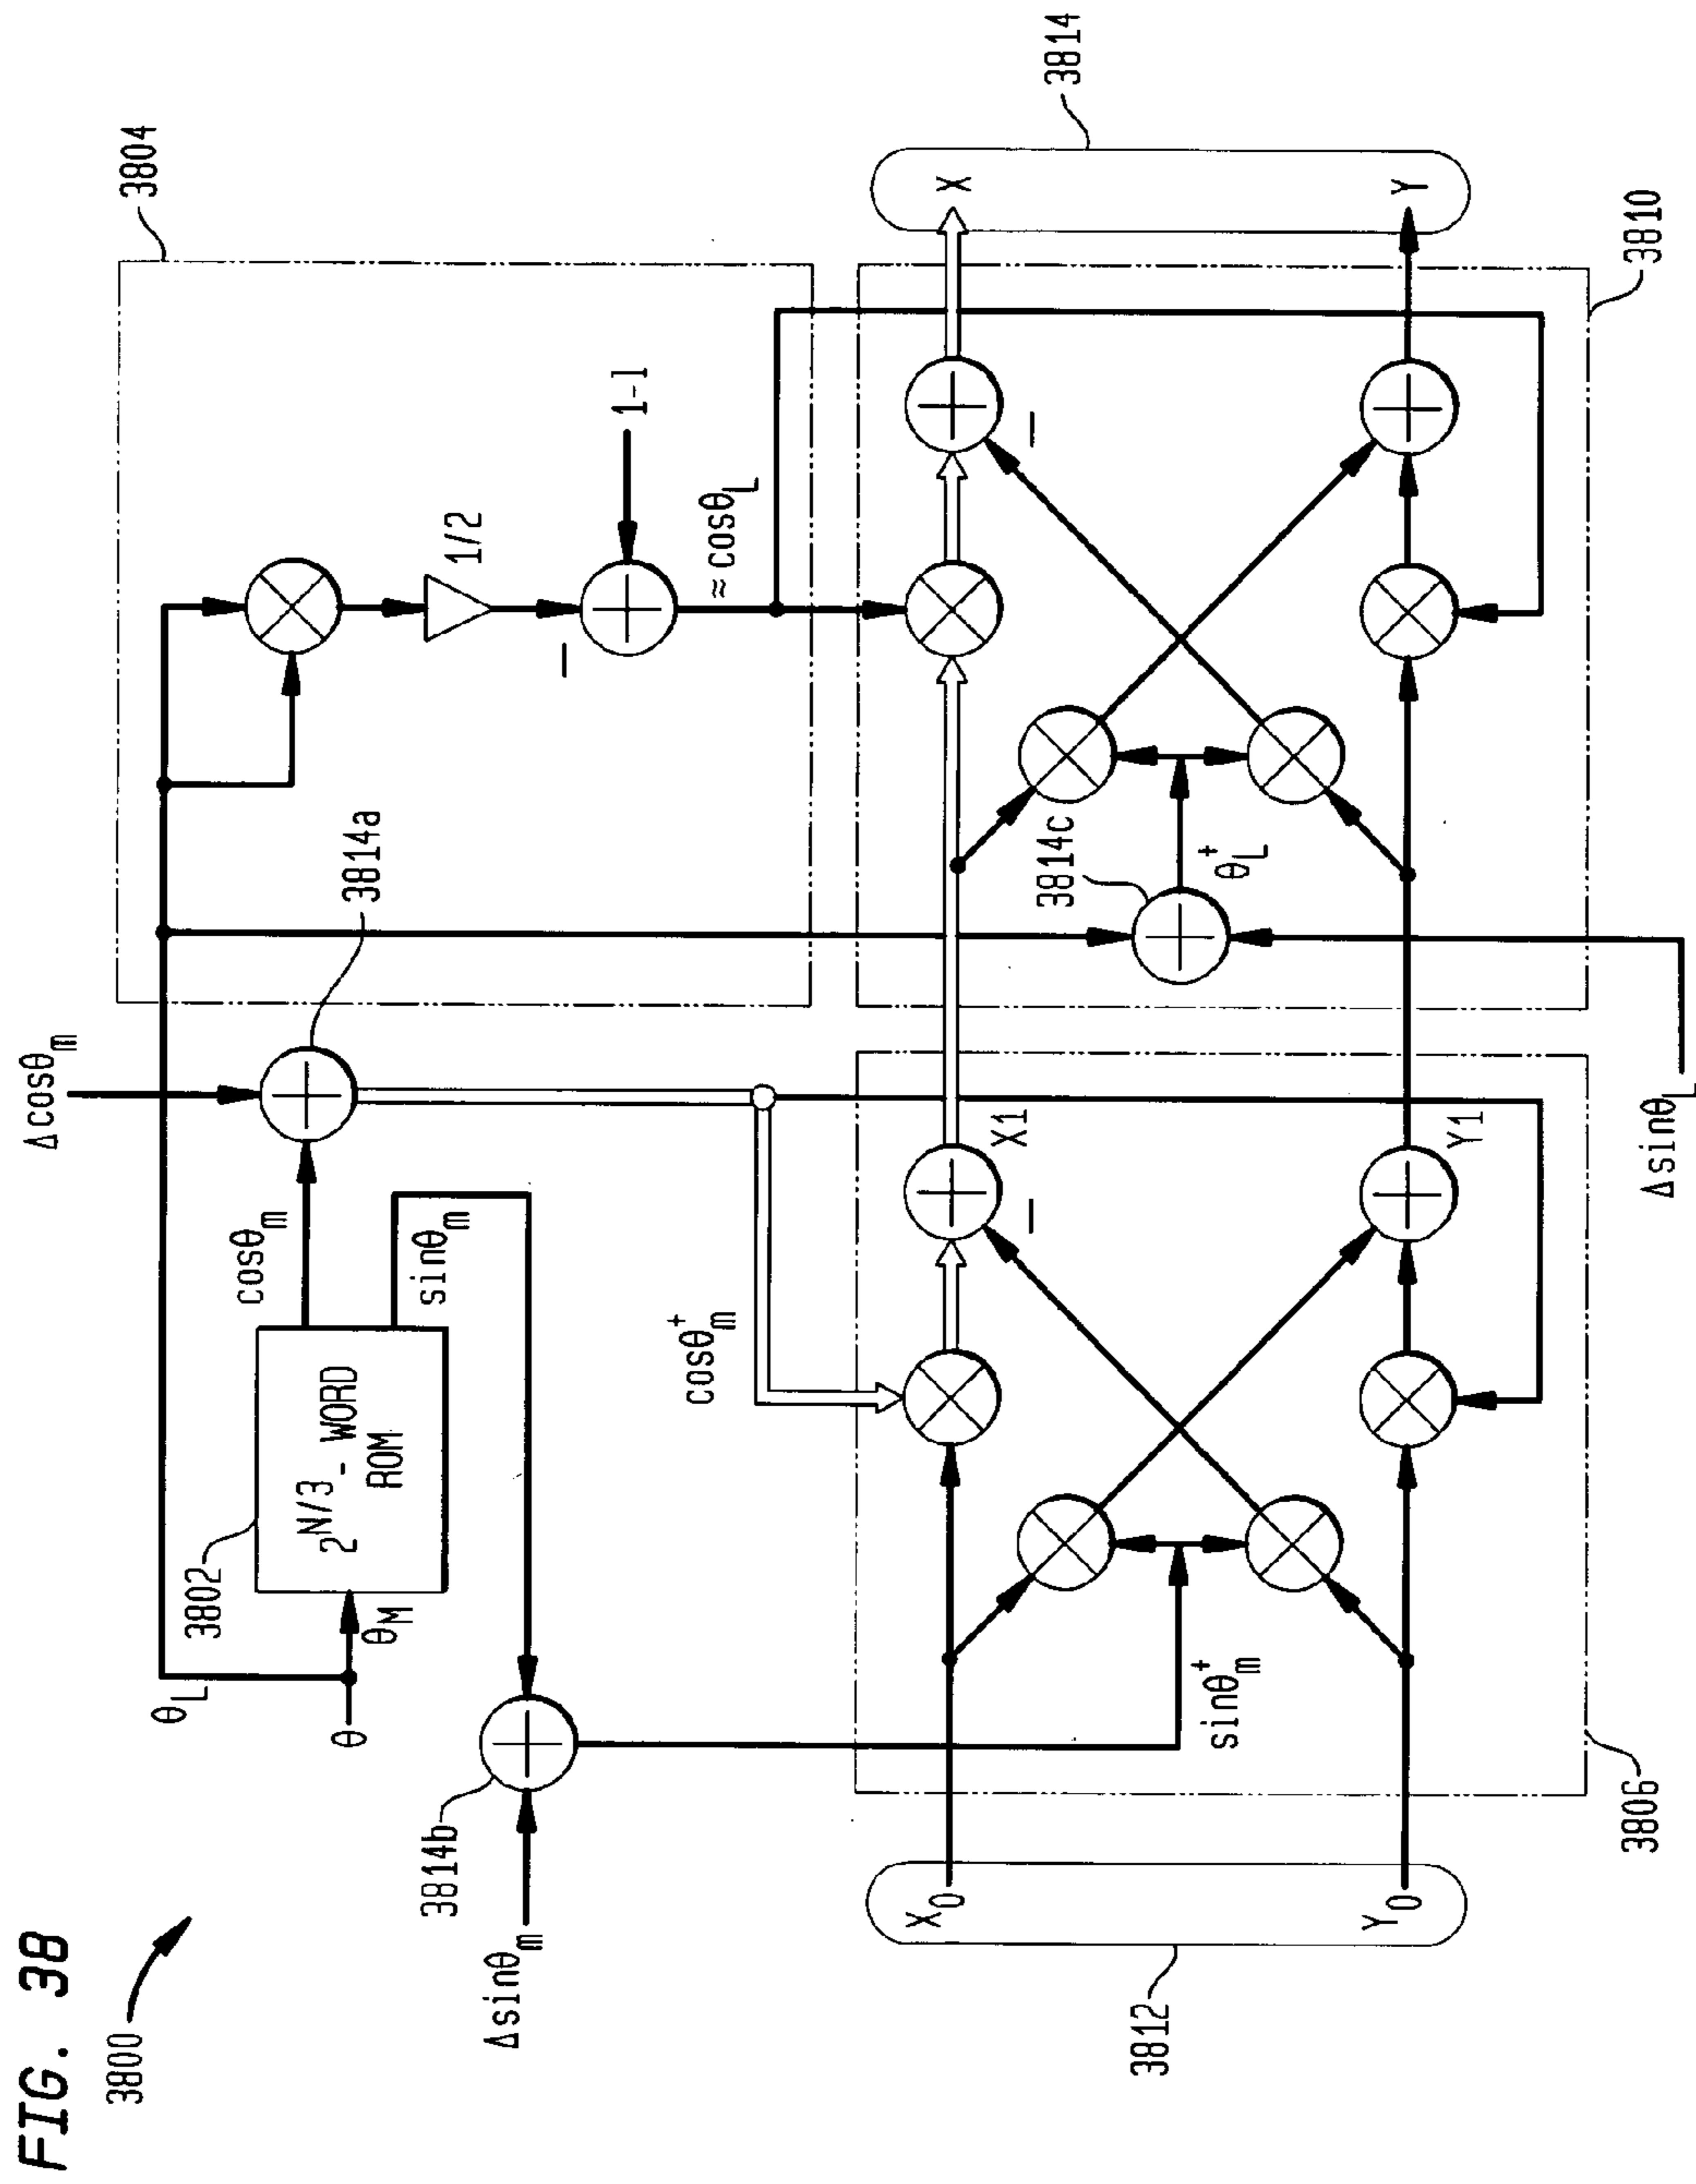 FIG. 38
3800
Δcosθm
3804
θL
θ
θM
3802
2^N/3 - WORD
ROM
cosθm
sinθm
3814a
1/2
1-1
−
≈ cosθL
3814b
Δsinθm
cosθm+
sinθm+
3812
X0
Y0
X1
Y1
−
3806
3814c
θL+
ΔsinθL
−
3810
X
Y
3814